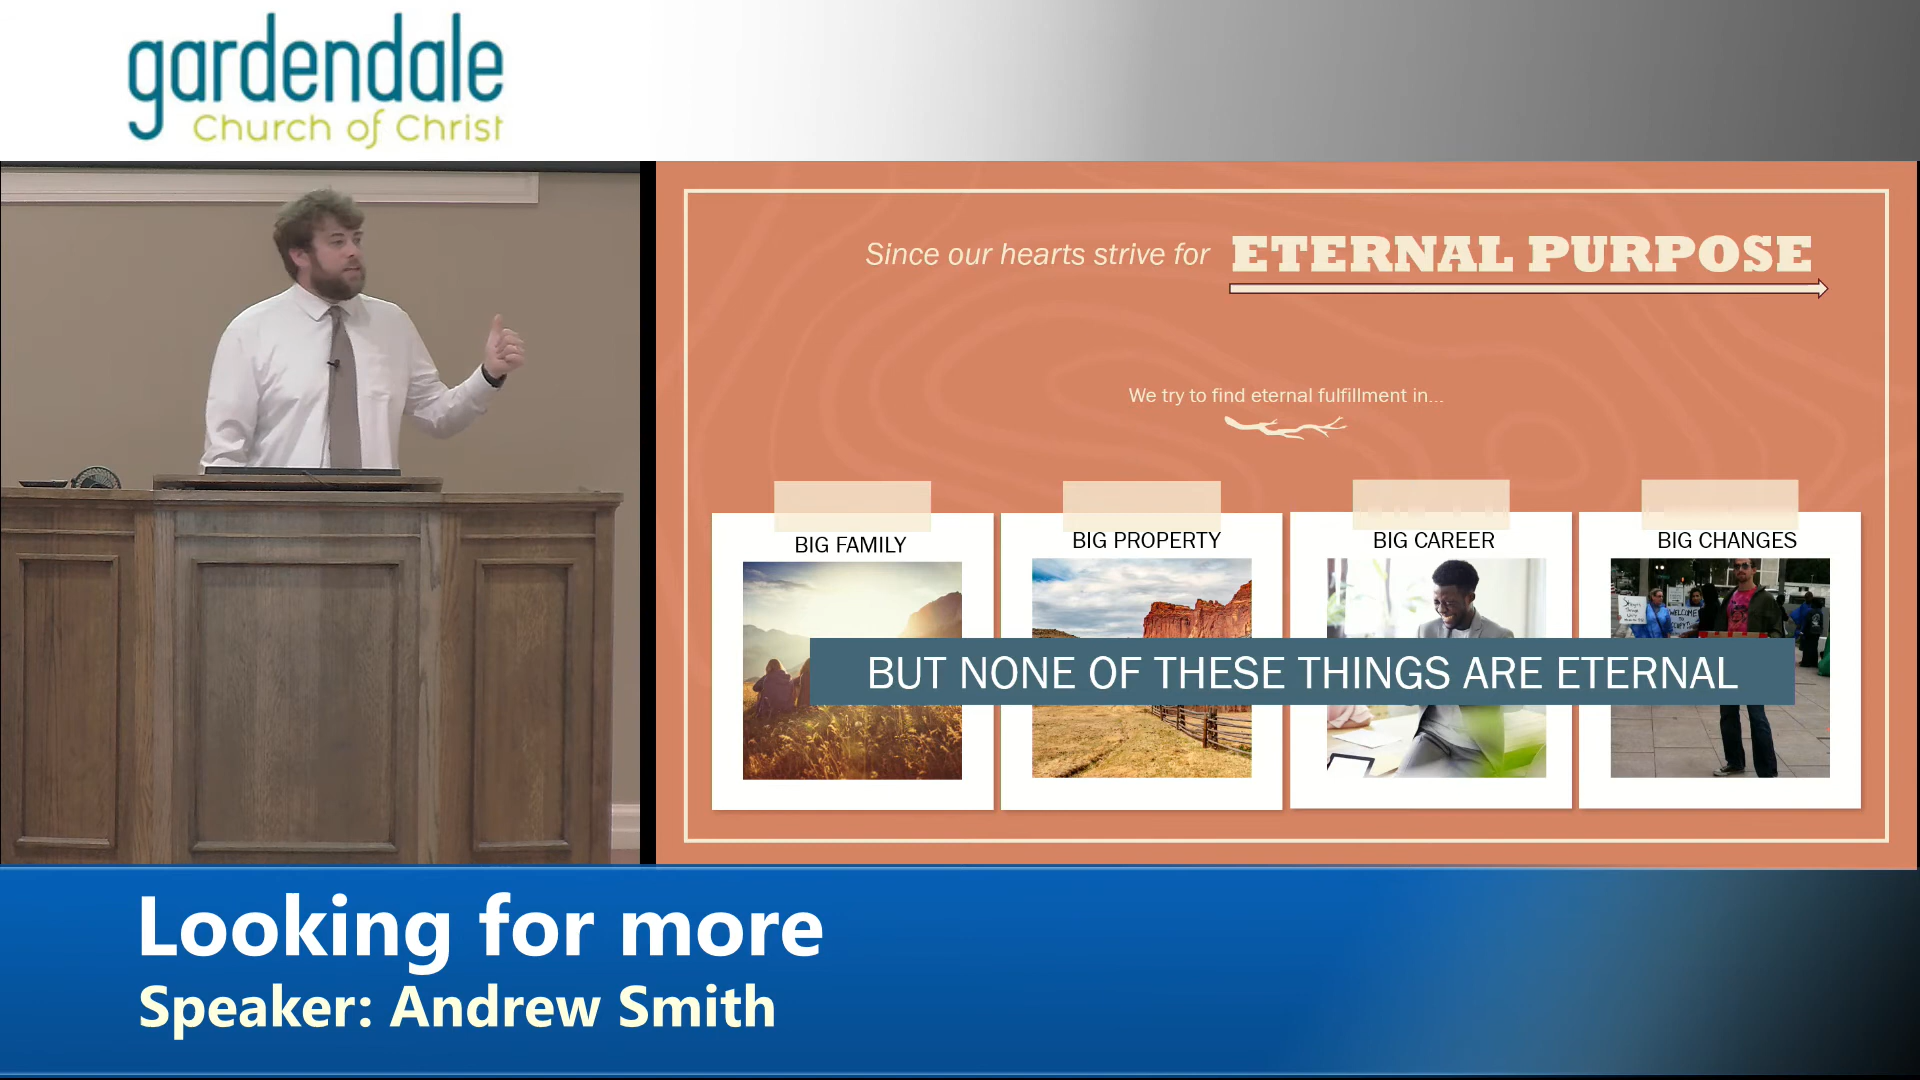 gardendale
Church of Christ
Since our hearts strive for ETERNAL PURPOSE
We try to find eternal fulfillment in...
BIG FAMILY
BIG PROPERTY
BIG CAREER
BIG CHANGES
WELCOME
BUT NONE OF THESE THINGS ARE ETERNAL
Looking for more
Speaker: Andrew Smith